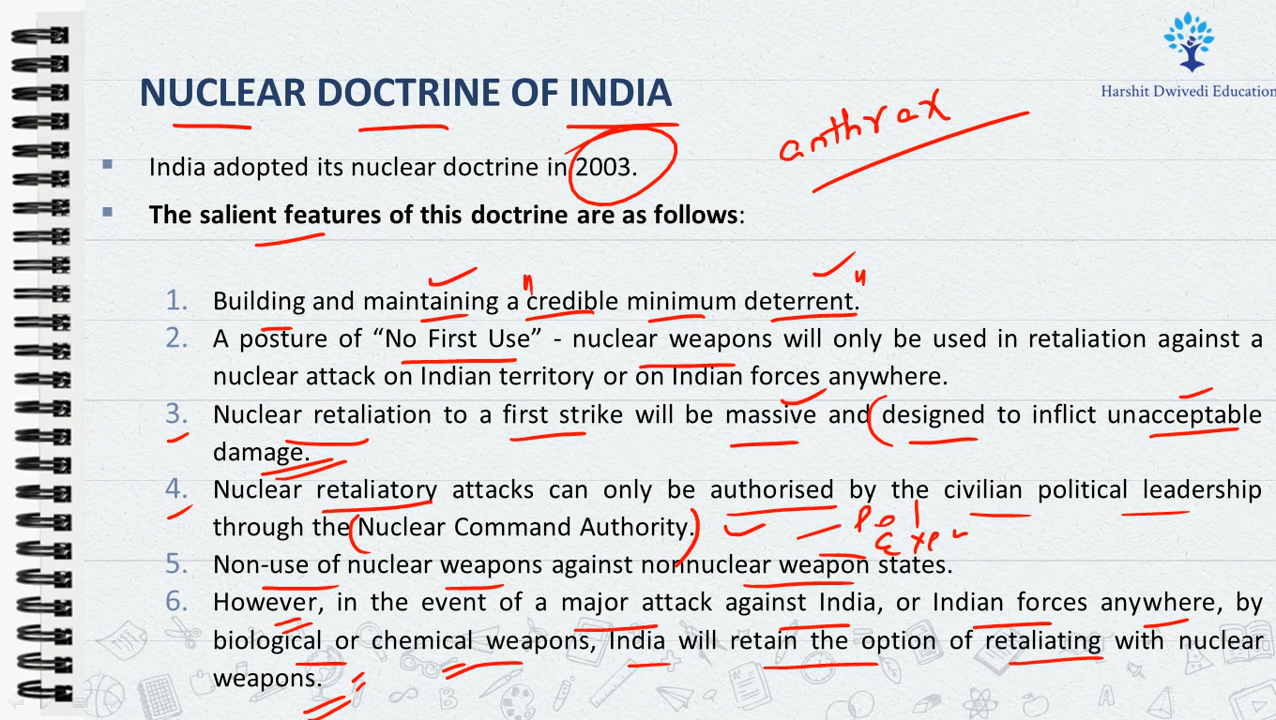 NUCLEAR DOCTRINE OF INDIA
Harshit Dwivedi Education
anthrax
▪ India adopted its nuclear doctrine in 2003.
▪ The salient features of this doctrine are as follows:
1. Building and maintaining a credible minimum deterrent.
2. A posture of “No First Use” - nuclear weapons will only be used in retaliation against a
nuclear attack on Indian territory or on Indian forces anywhere.
3. Nuclear retaliation to a first strike will be massive and designed to inflict unacceptable
damage.
4. Nuclear retaliatory attacks can only be authorised by the civilian political leadership
through the Nuclear Command Authority.
5. Non-use of nuclear weapons against nonnuclear weapon states.
6. However, in the event of a major attack against India, or Indian forces anywhere, by
biological or chemical weapons, India will retain the option of retaliating with nuclear
weapons.